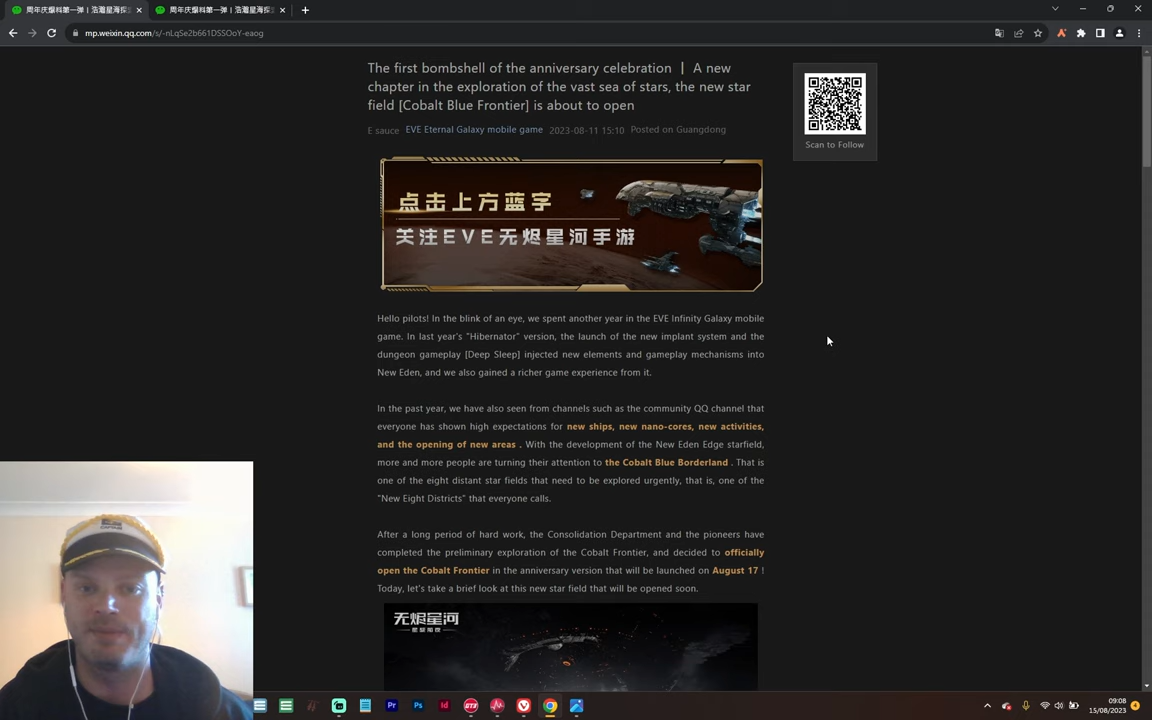 周年庆爆料第一弹丨浩瀚星海探索
周年庆爆料第一弹丨浩瀚星海探索
mp.weixin.qq.com/s/-nLqSe2b661DSSOoY-eaog
The first bombshell of the anniversary celebration ｜ A new
chapter in the exploration of the vast sea of stars, the new star
field [Cobalt Blue Frontier] is about to open
E sauce EVE Eternal Galaxy mobile game 2023-08-11 15:10 Posted on Guangdong
Scan to Follow
点击上方蓝字
关注EVE无烬星河手游
Hello pilots! In the blink of an eye, we spent another year in the EVE Infinity Galaxy mobile
game. In last year's "Hibernator" version, the launch of the new implant system and the
dungeon gameplay [Deep Sleep] injected new elements and gameplay mechanisms into
New Eden, and we also gained a richer game experience from it.
In the past year, we have also seen from channels such as the community QQ channel that
everyone has shown high expectations for new ships, new nano-cores, new activities,
and the opening of new areas . With the development of the New Eden Edge starfield,
more and more people are turning their attention to the Cobalt Blue Borderland . That is
one of the eight distant star fields that need to be explored urgently, that is, one of the
"New Eight Districts" that everyone calls.
After a long period of hard work, the Consolidation Department and the pioneers have
completed the preliminary exploration of the Cobalt Frontier, and decided to officially
open the Cobalt Frontier in the anniversary version that will be launched on August 17 !
Today, let's take a brief look at this new star field that will be opened soon.
无烬星河
CAPTAIN
Pr
Ps
Id
09:08
15/08/2023